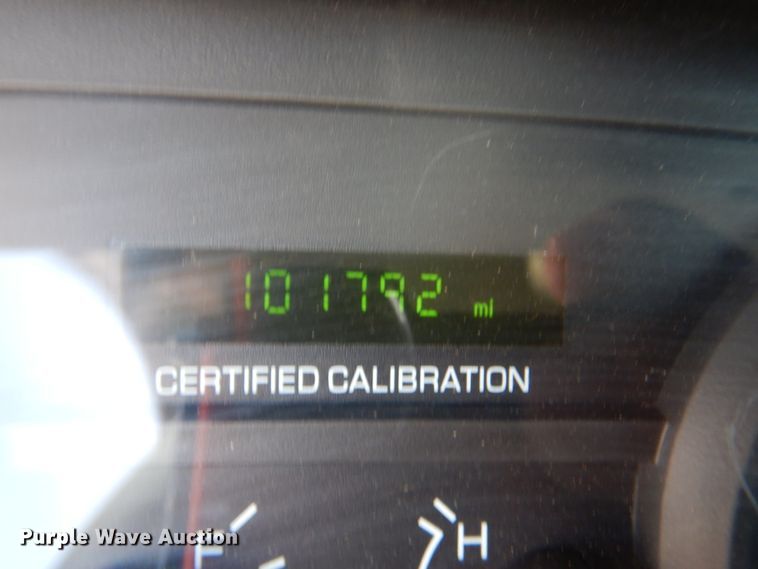 101792 mi
CERTIFIED CALIBRATION
F H
Purple Wave Auction